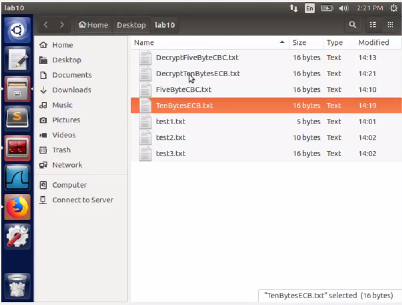 lab10
En
2:21 PM
Home Desktop lab10
Name Size Type Modified
Home
Desktop
Documents
Downloads
Music
Pictures
Videos
Trash
Network
Computer
Connect to Server
DecryptFiveByteCBC.txt 16 bytes Text 14:13
DecryptTenBytesECB.txt 16 bytes Text 14:21
FiveByteCBC.txt 16 bytes Text 14:10
TenBytesECB.txt 16 bytes Text 14:19
test1.txt 5 bytes Text 14:01
test2.txt 10 bytes Text 14:02
test3.txt 16 bytes Text 14:02
"TenBytesECB.txt" selected (16 bytes)